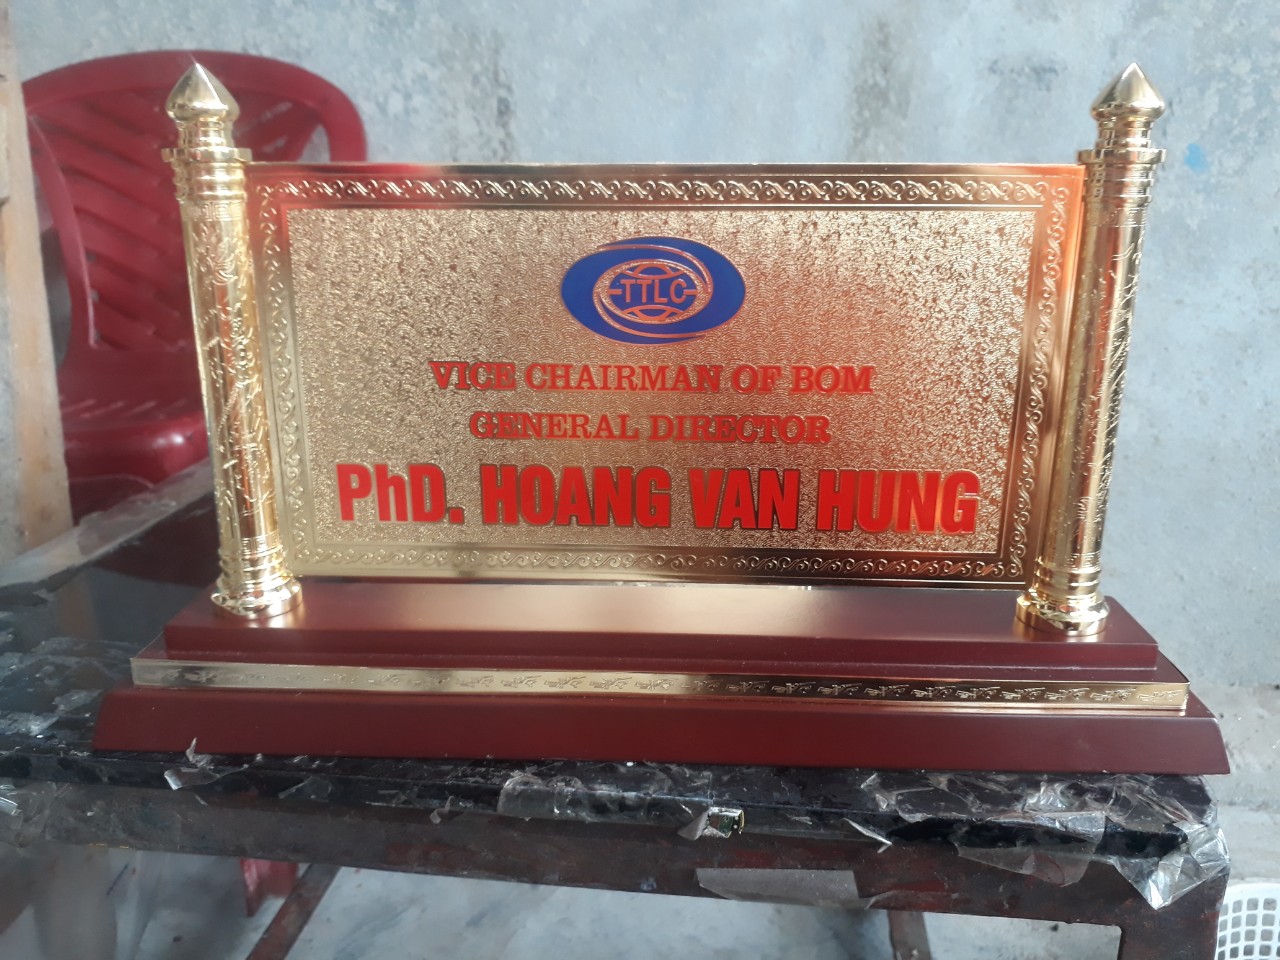 TTLC
VICE CHAIRMAN OF BOM
GENERAL DIRECTOR
PhD. HOANG VAN HUNG